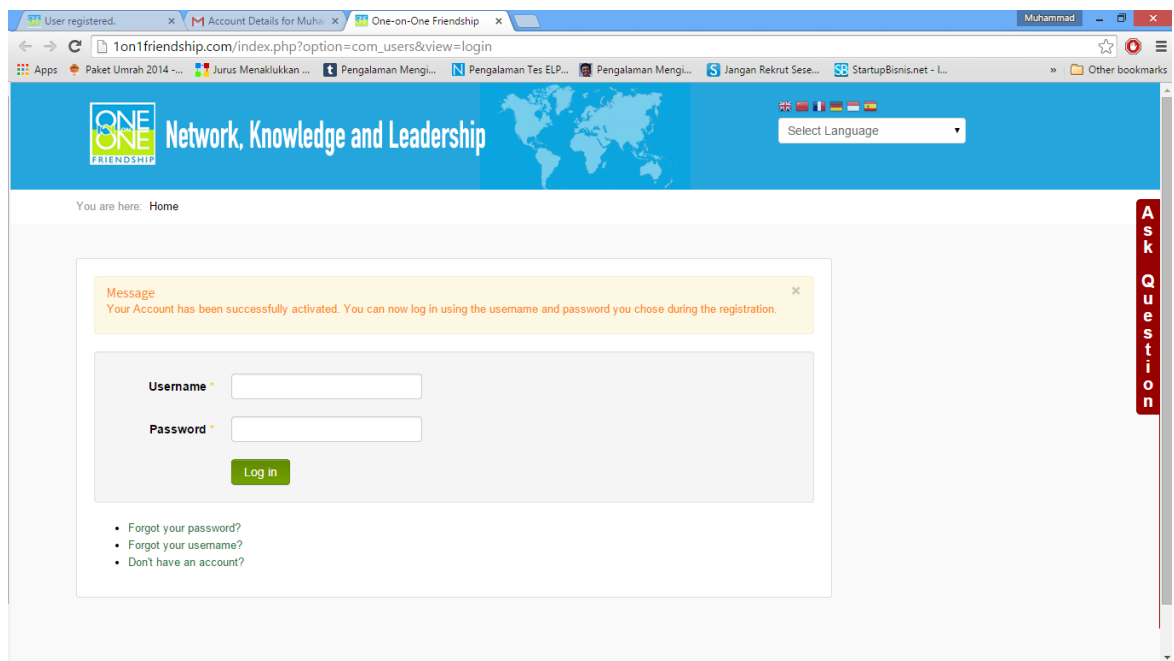 User registered.
Account Details for Muha
One-on-One Friendship
Muhammad
1on1friendship.com/index.php?option=com_users&view=login
Apps
Paket Umrah 2014 -...
Jurus Menaklukkan ...
Pengalaman Mengi...
Pengalaman Tes ELP...
Pengalaman Mengi...
Jangan Rekrut Sese...
StartupBisnis.net - I...
» Other bookmarks
ONE
ONE
FRIENDSHIP
Network, Knowledge and Leadership
Select Language
You are here: Home
Ask Question
Message
Your Account has been successfully activated. You can now log in using the username and password you chose during the registration.
Username *
Password *
Log in
• Forgot your password?
• Forgot your username?
• Don't have an account?